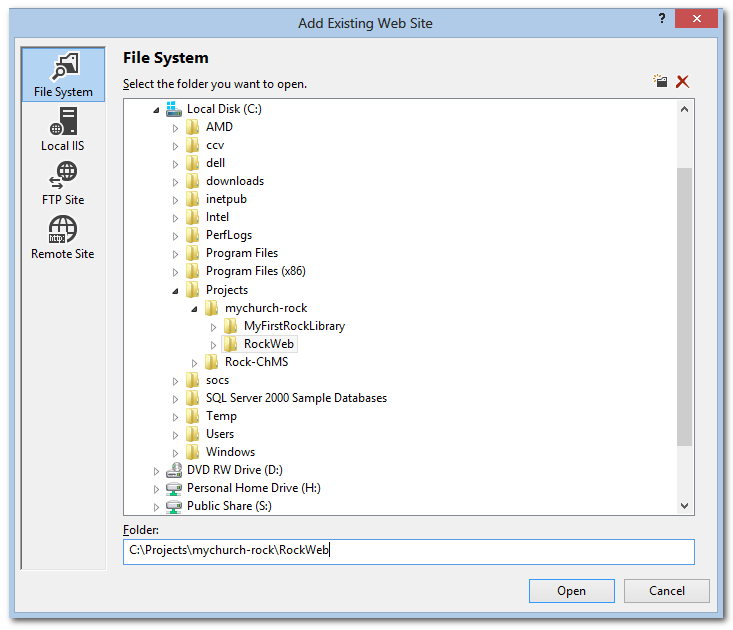 Add Existing Web Site
?
File System
Local IIS
FTP Site
Remote Site
File System
Select the folder you want to open.
Local Disk (C:)
AMD
ccv
dell
downloads
inetpub
Intel
PerfLogs
Program Files
Program Files (x86)
Projects
mychurch-rock
MyFirstRockLibrary
RockWeb
Rock-ChMS
socs
SQL Server 2000 Sample Databases
Temp
Users
Windows
DVD RW Drive (D:)
Personal Home Drive (H:)
Public Share (S:)
Folder:
C:\Projects\mychurch-rock\RockWeb
Open
Cancel